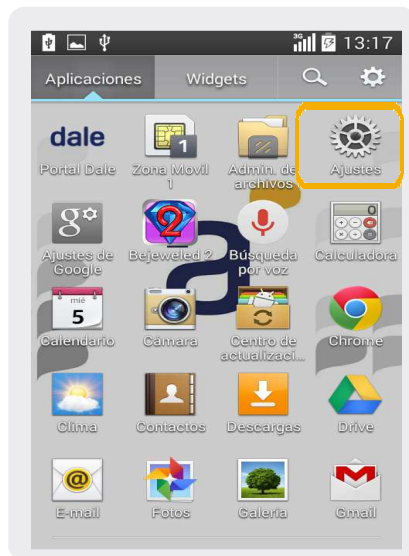 3G 13:17
Aplicaciones Widgets
dale 1
Portal Dale Zona Movil Admin. de Ajustes
1 archivos
g 2
Ajustes de Bejeweled 2 Búsqueda Calculadora
Google por voz
mié
5
Calendario Cámara Centro de Chrome
actualizaci...
Clima Contactos Descargas Drive
@
E-mail Fotos Galería Gmail